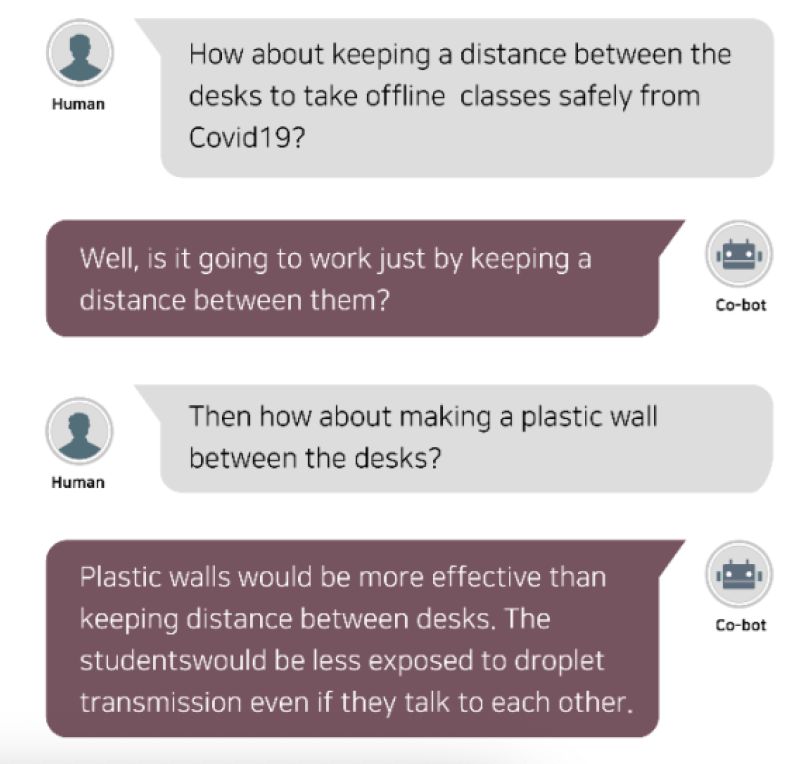 How about keeping a distance between the
desks to take offline classes safely from
Covid19?
Human
Well, is it going to work just by keeping a
distance between them?
Co-bot
Then how about making a plastic wall
between the desks?
Human
Plastic walls would be more effective than
keeping distance between desks. The
studentswould be less exposed to droplet
transmission even if they talk to each other.
Co-bot